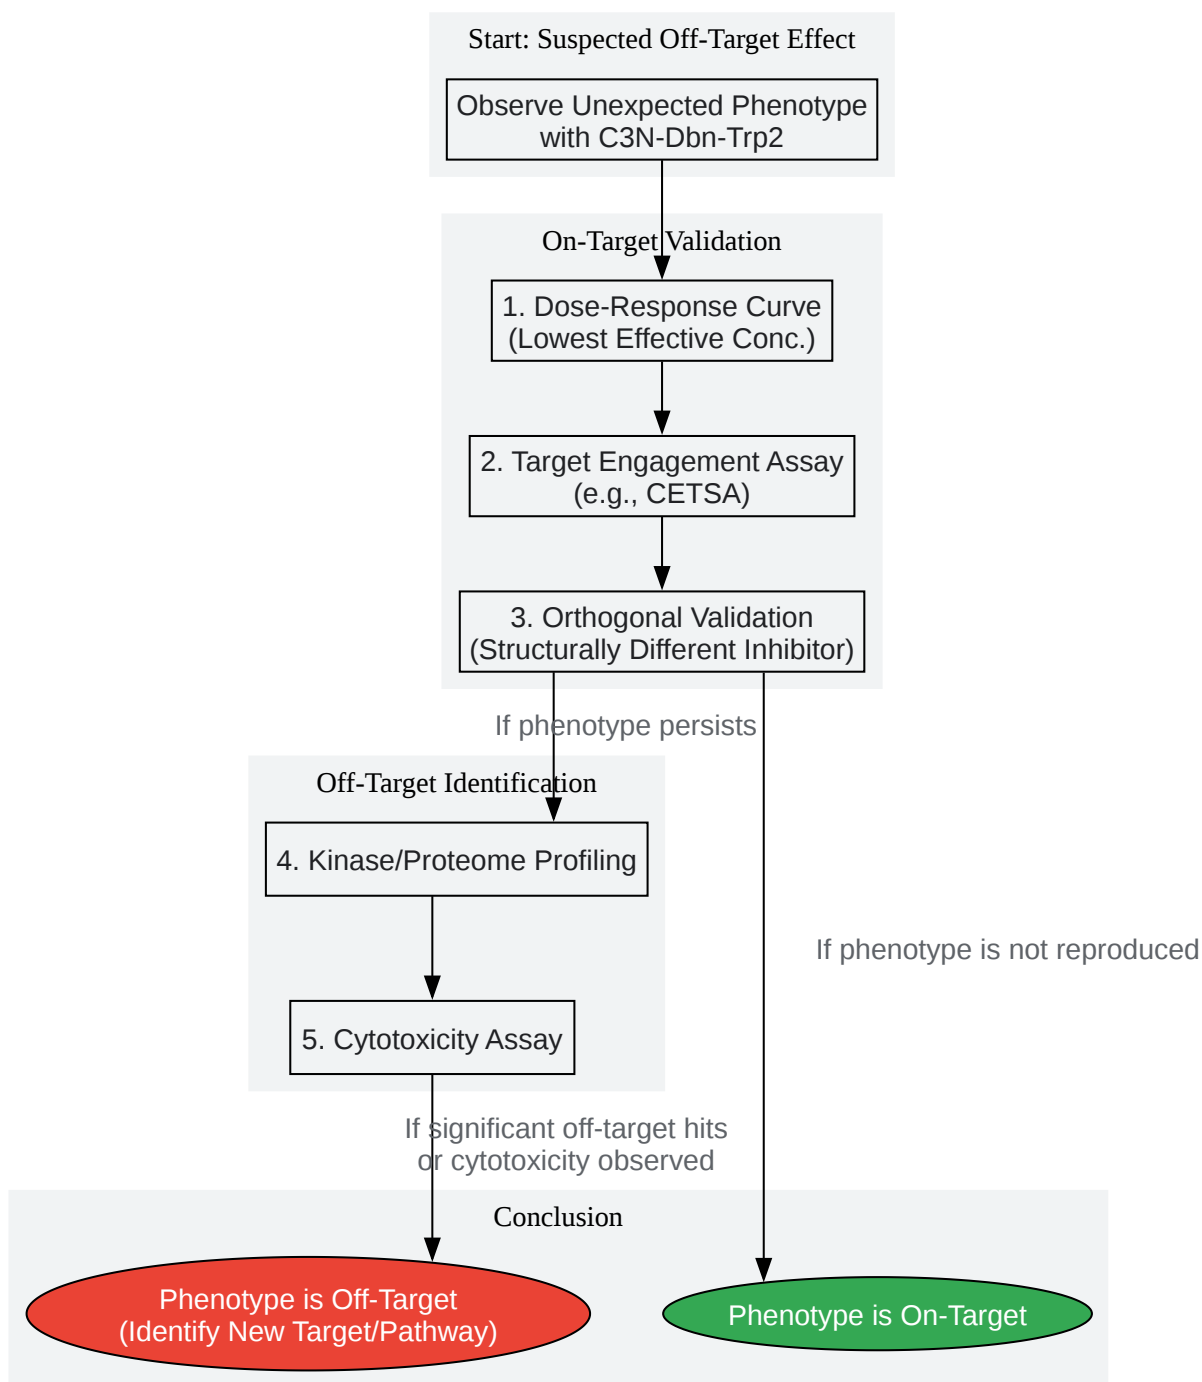 Start: Suspected Off-Target Effect
Observe Unexpected Phenotype
with C3N-Dbn-Trp2
On-Target Validation
1. Dose-Response Curve
(Lowest Effective Conc.)
2. Target Engagement Assay
(e.g., CETSA)
3. Orthogonal Validation
(Structurally Different Inhibitor)
If phenotype persists
Off-Target Identification
4. Kinase/Proteome Profiling
If phenotype is not reproduced
5. Cytotoxicity Assay
If significant off-target hits
or cytotoxicity observed
Conclusion
Phenotype is Off-Target
(Identify New Target/Pathway)
Phenotype is On-Target